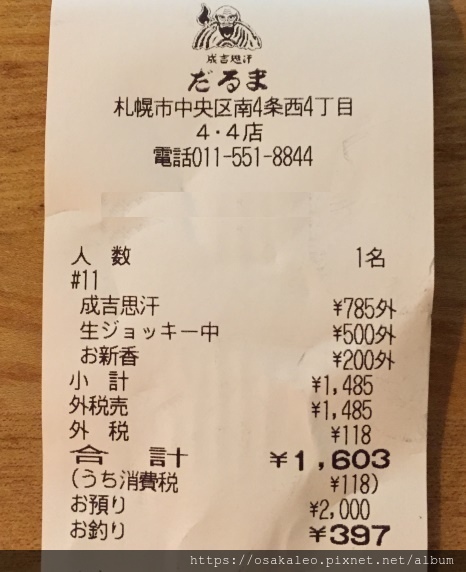 成吉思汗
だるま
札幌市中央区南4条西4丁目
4・4店
電話011-551-8844
人 数 1名
#11
成吉思汗 ¥785外
生ジョッキー中 ¥500外
お新香 ¥200外
小 計 ¥1,485
外税売 ¥1,485
外 税 ¥118
合 計 ¥1,603
(うち消費税 ¥118)
お預り ¥2,000
お釣り ¥397
https://osakaleo.pixnet.net/album